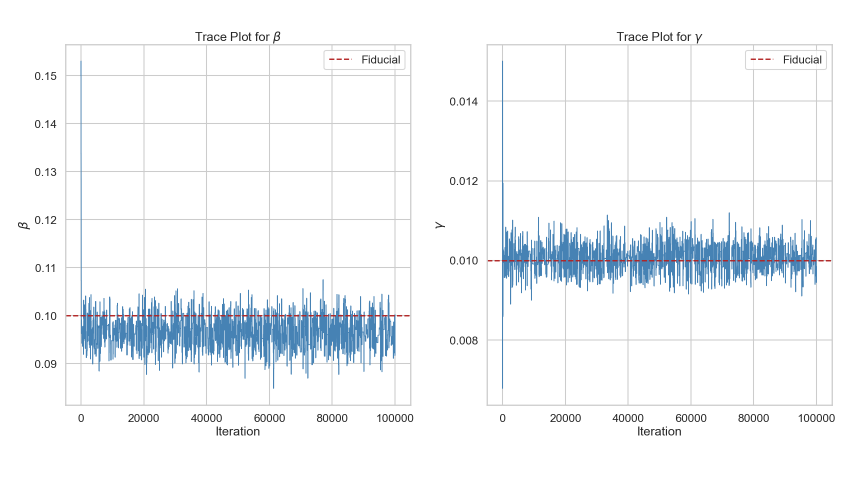 Trace Plot for β
Fiducial
0.15
0.14
0.13
0.12
0.11
0.10
0.09
β
0
20000
40000
60000
80000
100000
Iteration
Trace Plot for γ
Fiducial
0.014
0.012
0.010
0.008
γ
0
20000
40000
60000
80000
100000
Iteration